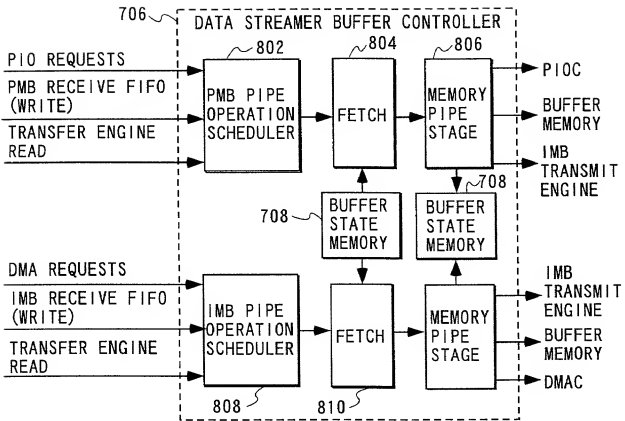 706
DATA STREAMER BUFFER CONTROLLER
802
804
806
PIO REQUESTS
PMB RECEIVE FIFO
(WRITE)
TRANSFER ENGINE
READ
PMB PIPE
OPERATION
SCHEDULER
FETCH
MEMORY
PIPE
STAGE
PIOC
BUFFER
MEMORY
IMB
TRANSMIT
ENGINE
708
BUFFER
STATE
MEMORY
708
BUFFER
STATE
MEMORY
DMA REQUESTS
IMB RECEIVE FIFO
(WRITE)
TRANSFER ENGINE
READ
IMB PIPE
OPERATION
SCHEDULER
FETCH
MEMORY
PIPE
STAGE
IMB
TRANSMIT
ENGINE
BUFFER
MEMORY
DMAC
808
810